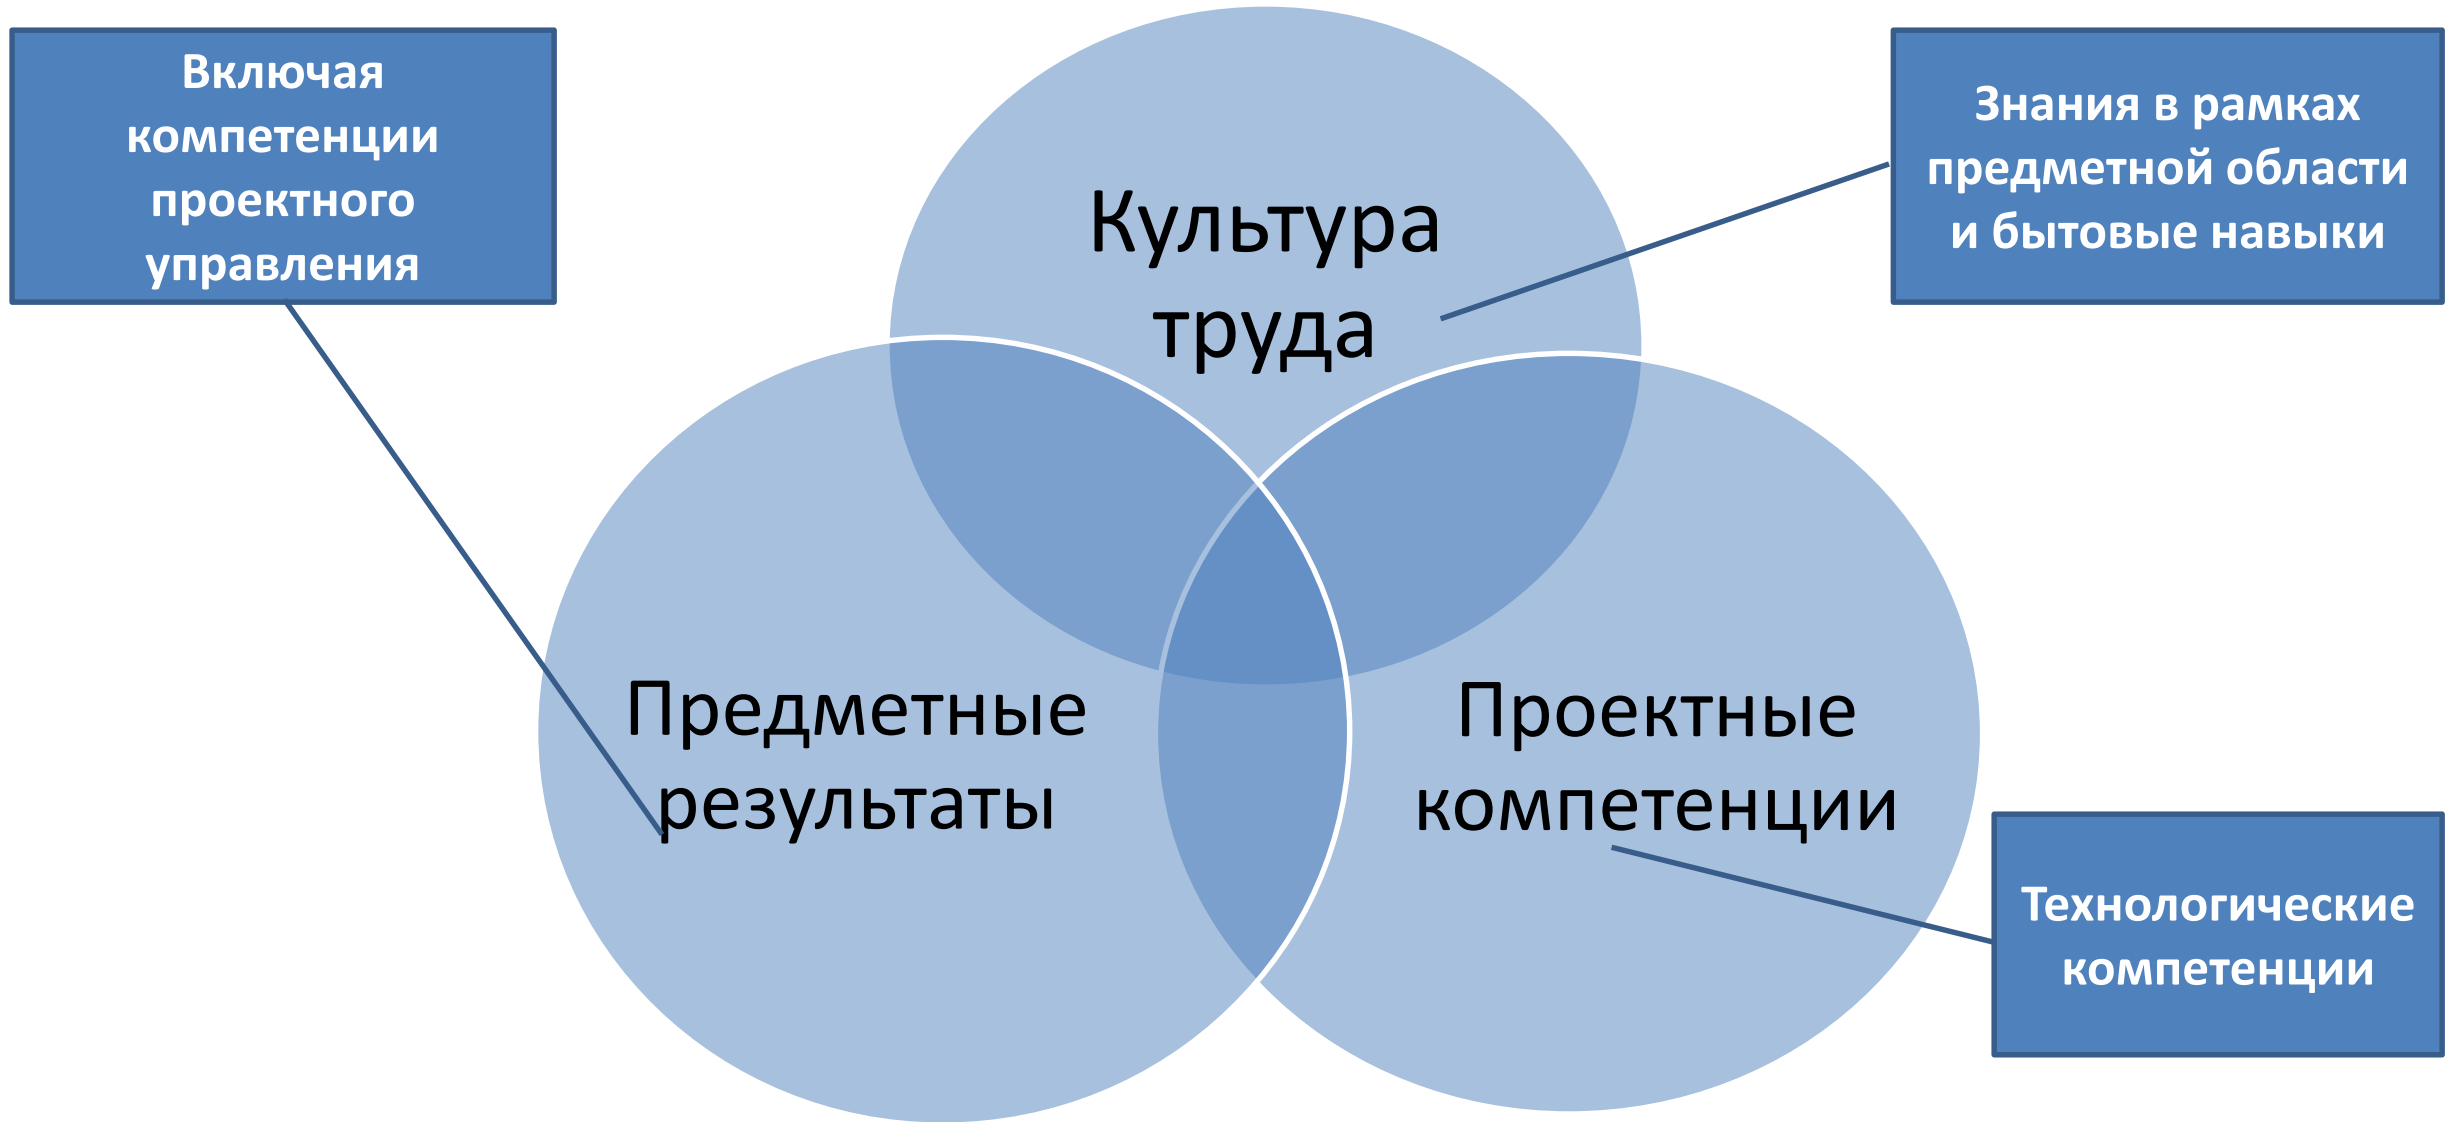 Включая
компетенции
проектного
управления
Знания в рамках
предметной области
и бытовые навыки
Культура
труда
Предметные
результаты
Проектные
компетенции
Технологические
компетенции